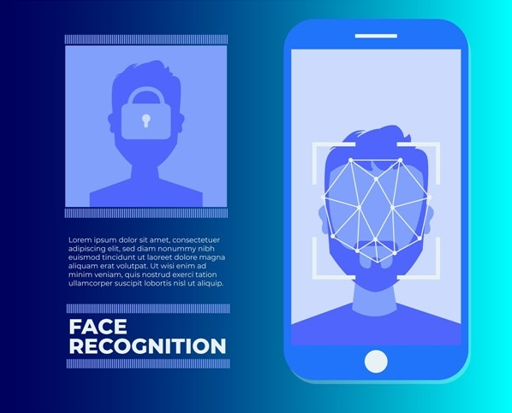 Lorem ipsum dolor sit amet, consectetuer
adipiscing elit, sed diam nonummy nibh
euismod tincidunt ut laoreet dolore magna
aliquam erat volutpat. Ut wisi enim ad
minim veniam, quis nostrud exerci tation
ullamcorper suscipit lobortis nisl ut aliquip.
FACE
RECOGNITION